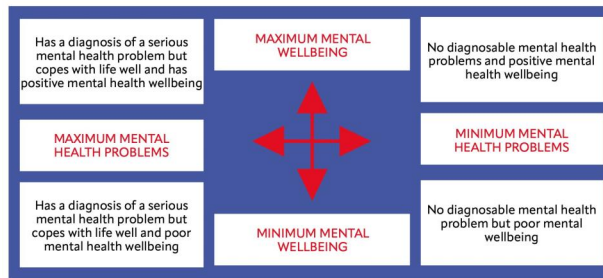 Has a diagnosis of a serious
mental health problem but
copes with life well and has
positive mental health wellbeing
MAXIMUM MENTAL
WELLBEING
No diagnosable mental health
problems and positive mental
health wellbeing
MAXIMUM MENTAL
HEALTH PROBLEMS
MINIMUM MENTAL
HEALTH PROBLEMS
Has a diagnosis of a serious
mental health problem but
copes with life well and poor
mental health wellbeing
MINIMUM MENTAL
WELLBEING
No diagnosable mental health
problem but poor mental
wellbeing